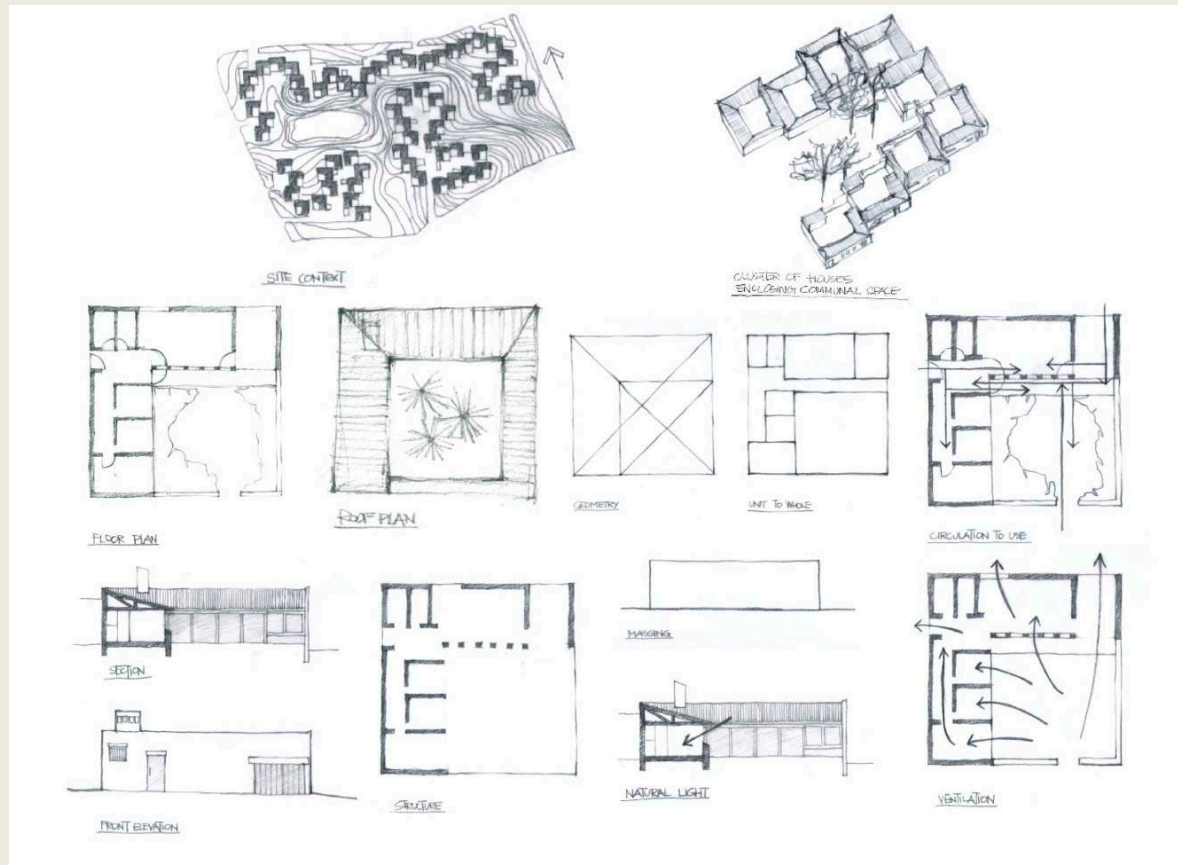 SITE CONTEXT
CLUSTER OF HOUSES
ENCLOSING COMMUNAL SPACE
FLOOR PLAN
ROOF PLAN
GEOMETRY
UNIT TO WHOLE
CIRCULATION TO USE
SECTION
STRUCTURE
MASSING
NATURAL LIGHT
VENTILATION
FRONT ELEVATION